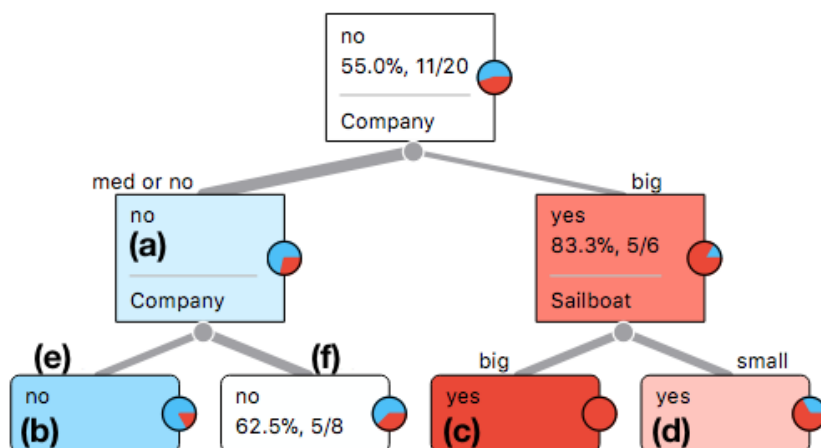 no
55.0%, 11/20
Company
med or no
big
no
(a)
Company
yes
83.3%, 5/6
Sailboat
(e)
(f)
big
small
no
(b)
no
62.5%, 5/8
yes
(c)
yes
(d)